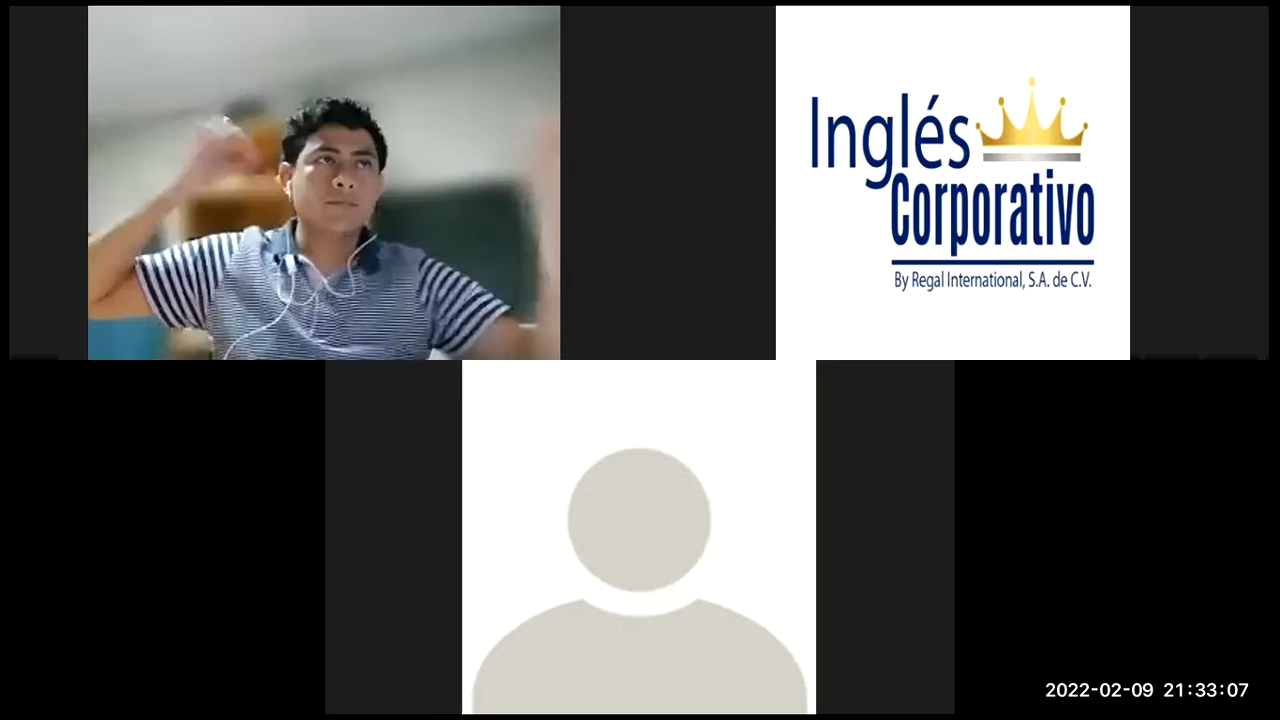 Inglés
Corporativo
By Regal International, S.A. de C.V.
2022-02-09 21:33:07